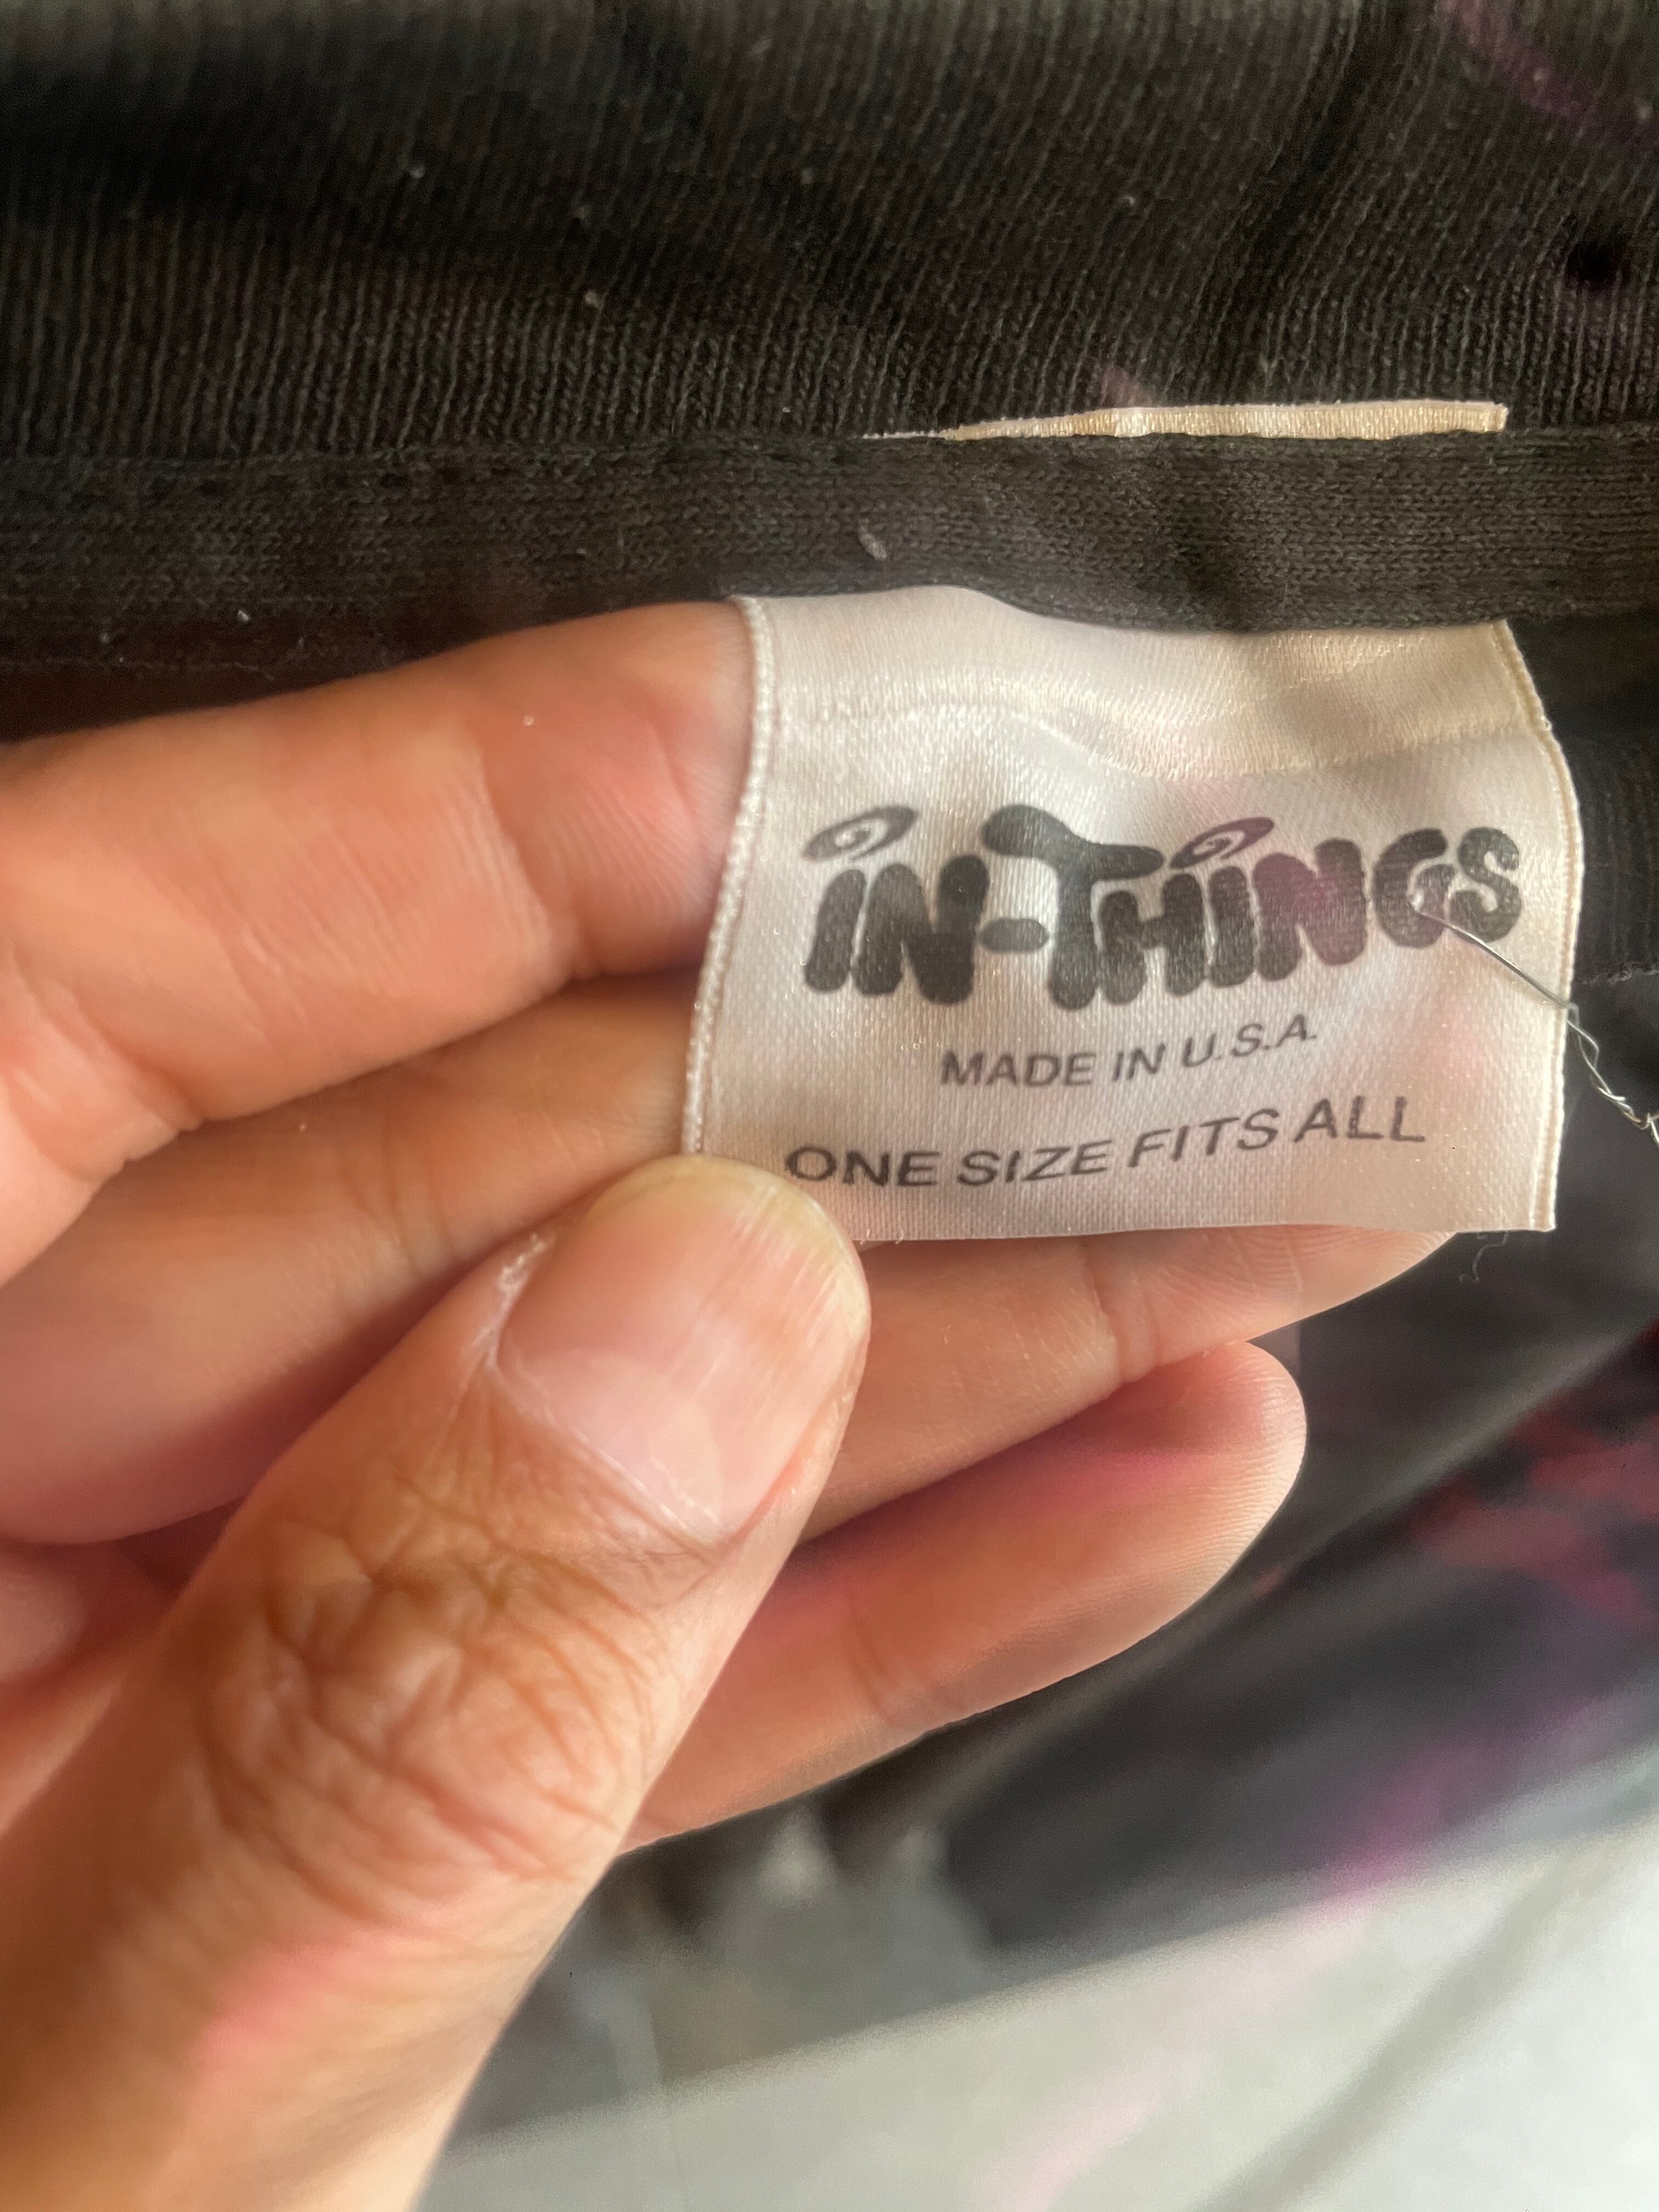 iN-THiNGS
MADE IN U.S.A.
ONE SIZE FITS ALL